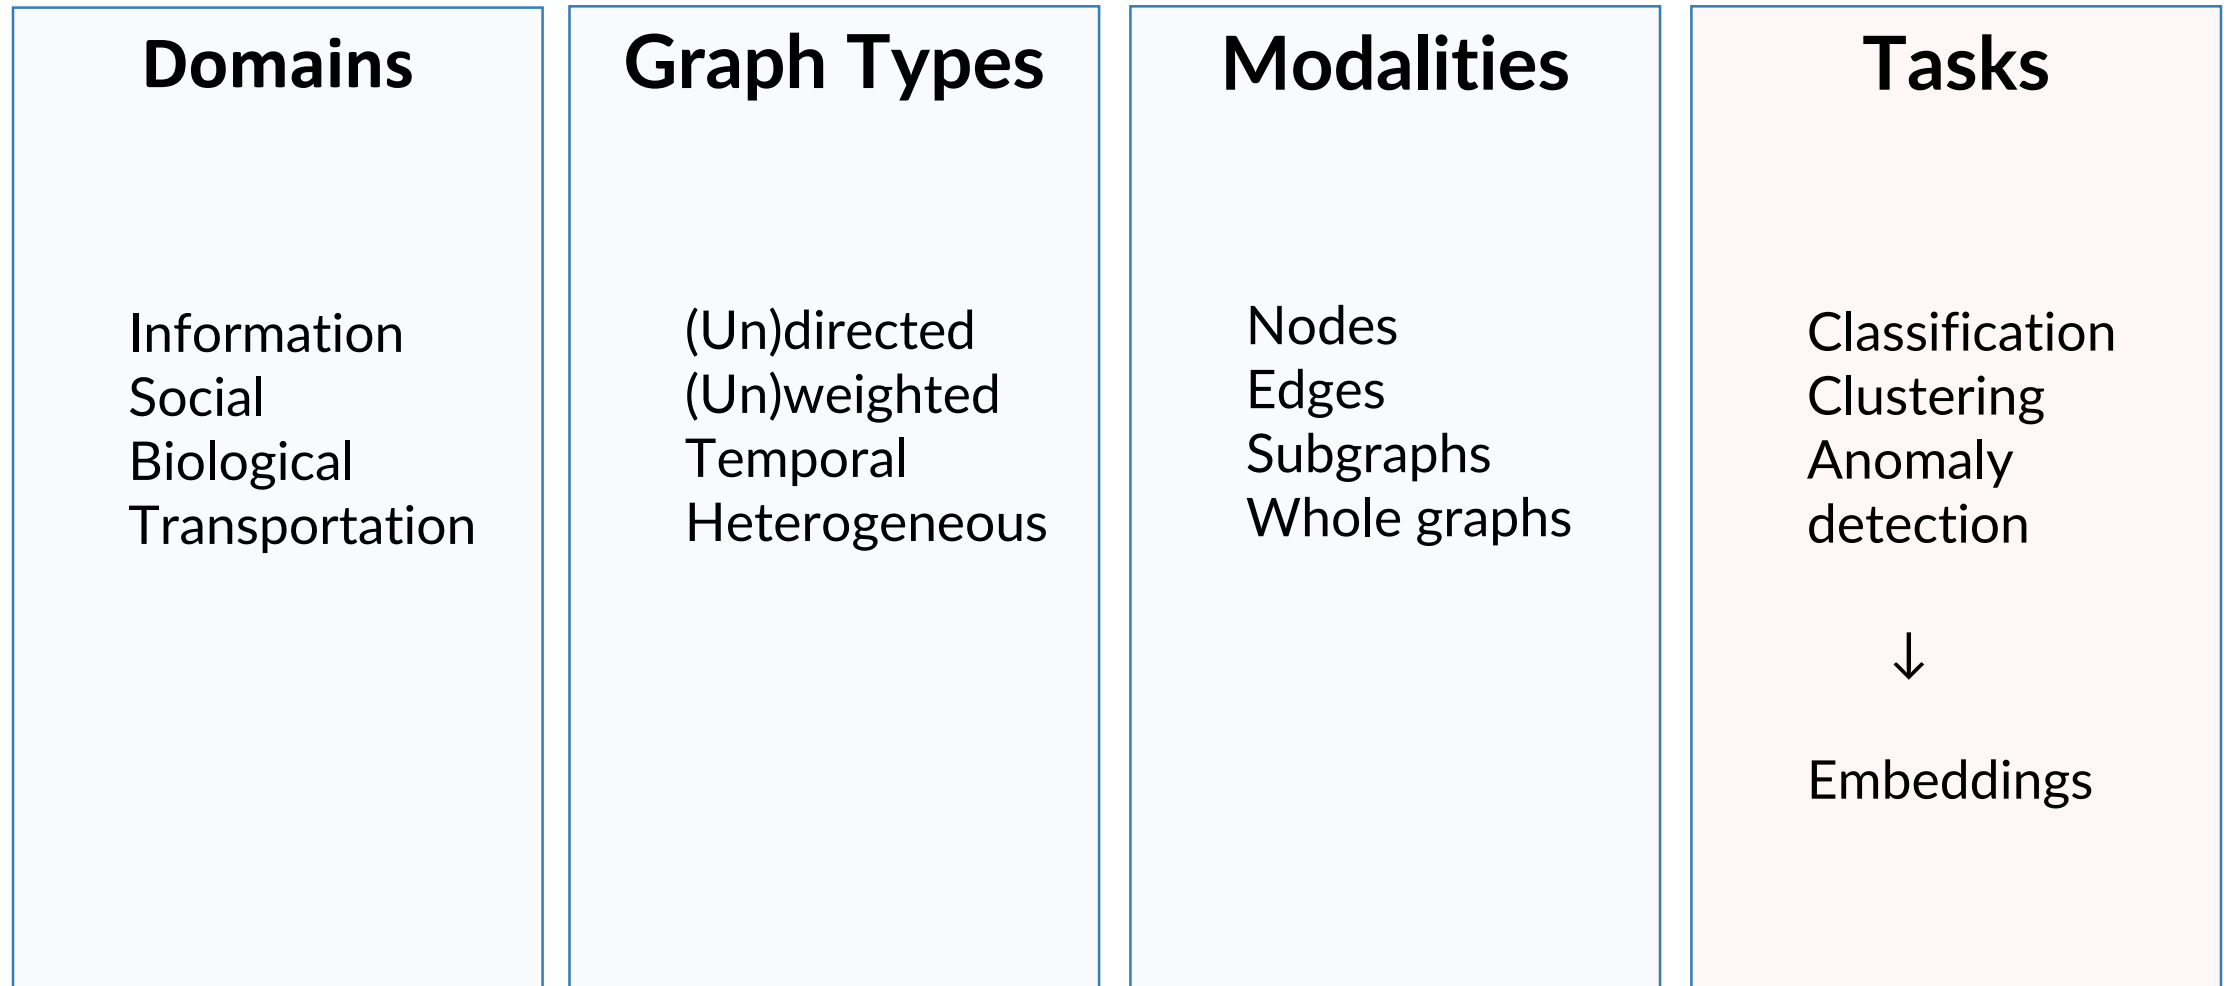 Domains
Information
Social
Biological
Transportation
Graph Types
(Un)directed
(Un)weighted
Temporal
Heterogeneous
Modalities
Nodes
Edges
Subgraphs
Whole graphs
Tasks
Classification
Clustering
Anomaly
detection
↓
Embeddings